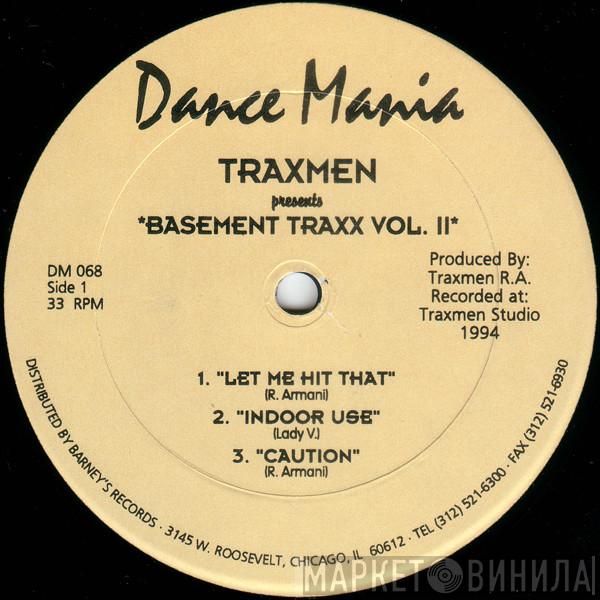 Dance Mania
TRAXMEN
presents
*BASEMENT TRAXX VOL. II*
DM 068
Side 1
33 RPM
Produced By:
Traxmen R.A.
Recorded at:
Traxmen Studio
1994
1. "LET ME HIT THAT"
(R. Armani)
2. "INDOOR USE"
(Lady V.)
3. "CAUTION"
(R. Armani)
DISTRIBUTED BY BARNEY'S RECORDS · 3145 W. ROOSEVELT, CHICAGO, IL 60612 · TEL (312) 521-6300 · FAX (312) 521-6930
МАРКЕТ ВИНИЛА